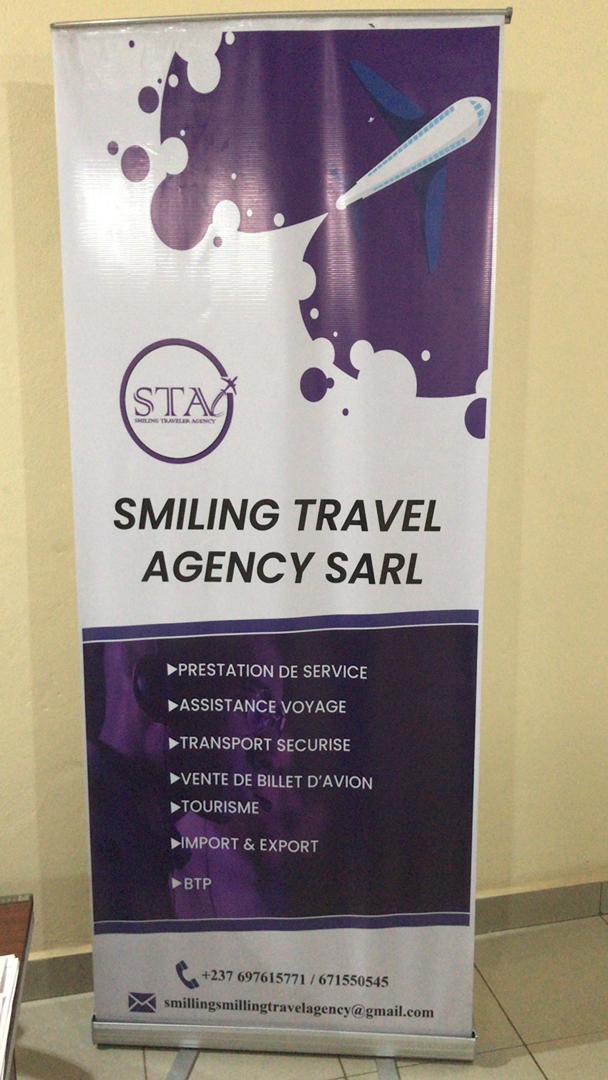 STA
SMILING TRAVELER AGENCY
SMILING TRAVEL
AGENCY SARL
▶PRESTATION DE SERVICE
▶ASSISTANCE VOYAGE
▶TRANSPORT SECURISE
▶VENTE DE BILLET D'AVION
▶TOURISME
▶IMPORT & EXPORT
▶BTP
+237 697615771 / 671550545
smillingsmillingtravelagency@gmail.com